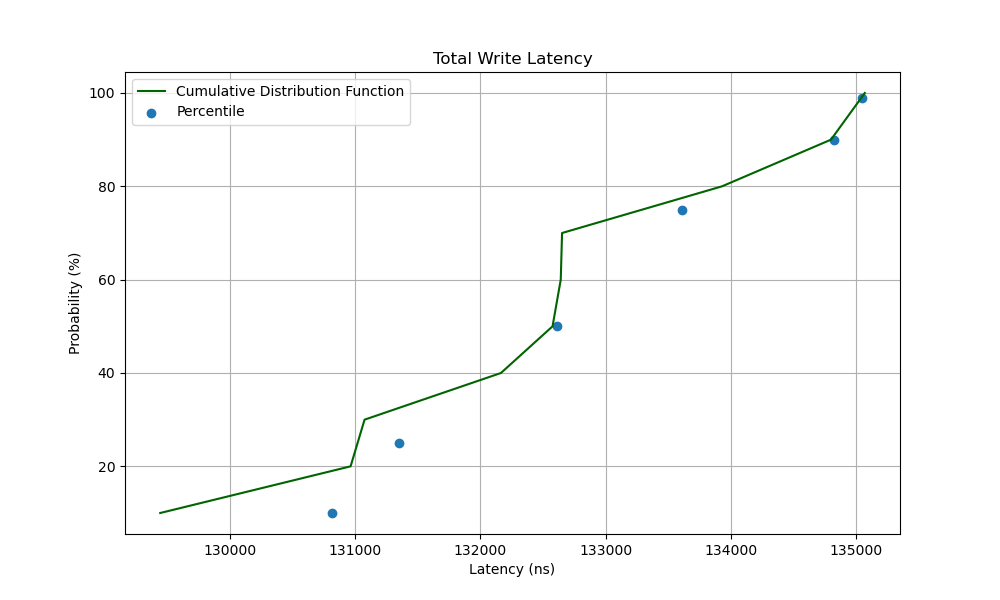 Total Write Latency
Cumulative Distribution Function
Percentile
100
80
60
40
20
Probability (%)
130000 131000 132000 133000 134000 135000
Latency (ns)